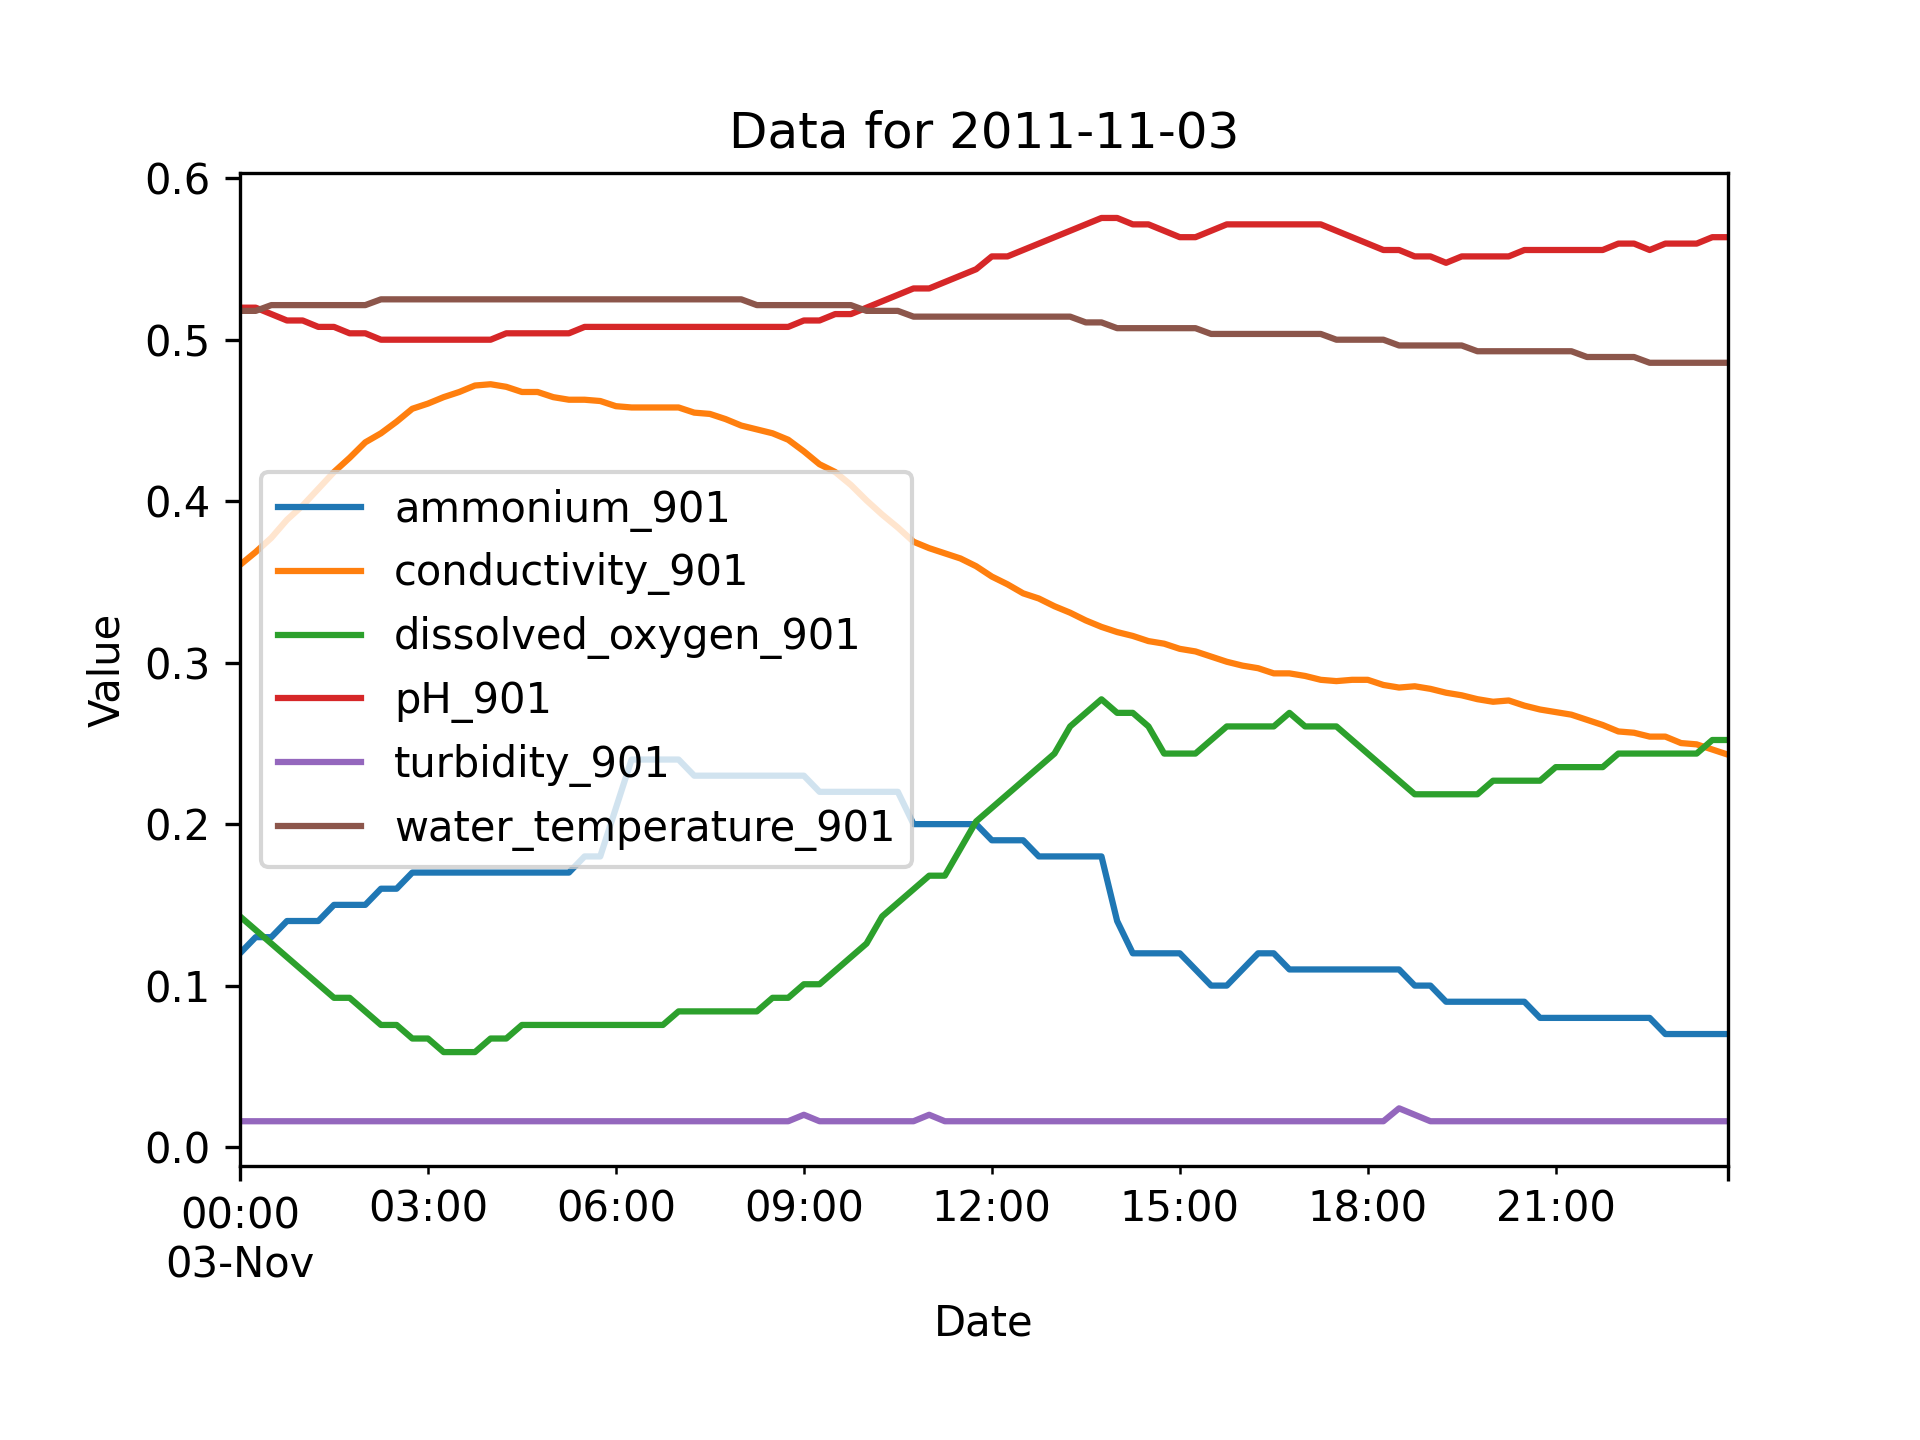 Data for 2011-11-03
0.6
0.5
0.4
0.3
0.2
0.1
0.0
Value
ammonium_901
conductivity_901
dissolved_oxygen_901
pH_901
turbidity_901
water_temperature_901
00:00 03:00 06:00 09:00 12:00 15:00 18:00 21:00
03-Nov
Date